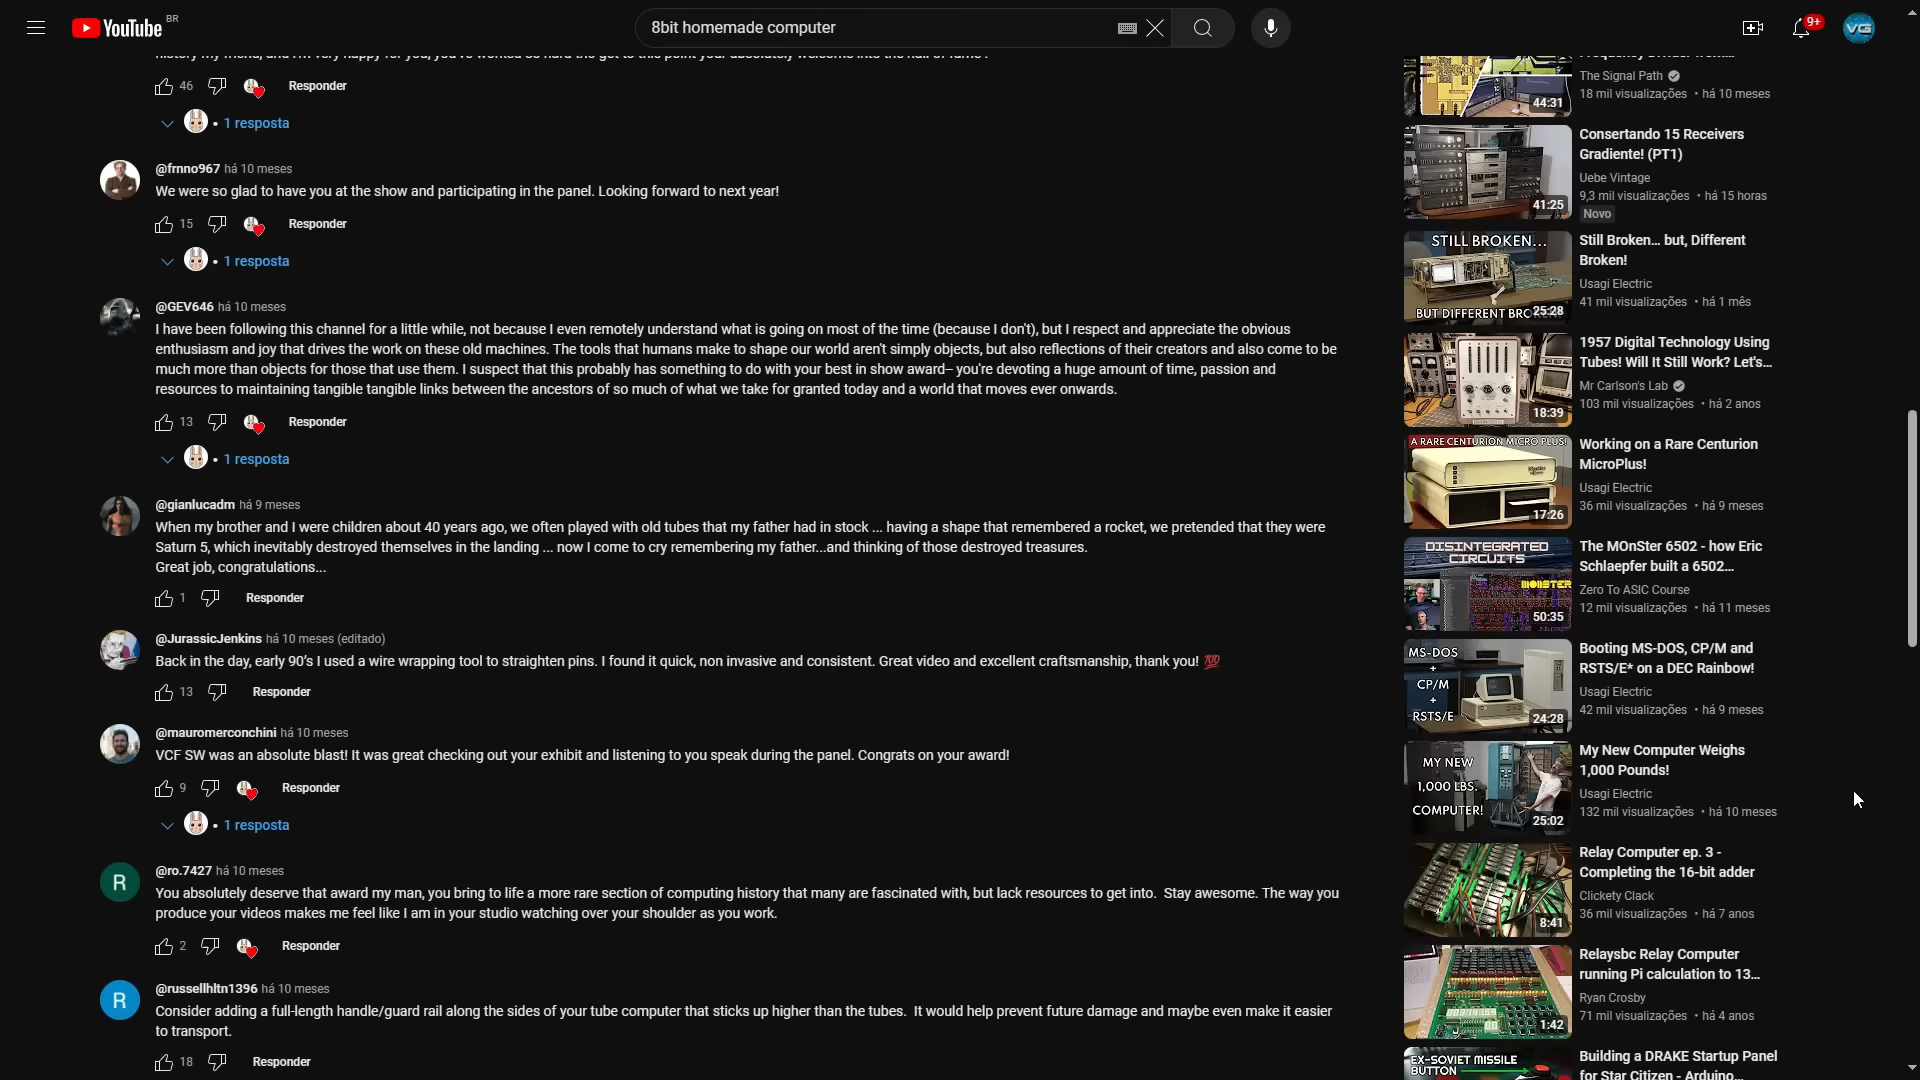 YouTube BR
8bit homemade computer
9+
VG
46
Responder
• 1 resposta
@frnno967 há 10 meses
We were so glad to have you at the show and participating in the panel. Looking forward to next year!
15
Responder
• 1 resposta
@GEV646 há 10 meses
I have been following this channel for a little while, not because I even remotely understand what is going on most of the time (because I don't), but I respect and appreciate the obvious
enthusiasm and joy that drives the work on these old machines. The tools that humans make to shape our world aren't simply objects, but also reflections of their creators and also come to be
much more than objects for those that use them. I suspect that this probably has something to do with your best in show award-- you're devoting a huge amount of time, passion and
resources to maintaining tangible tangible links between the ancestors of so much of what we take for granted today and a world that moves ever onwards.
13
Responder
• 1 resposta
@gianlucadm há 9 meses
When my brother and I were children about 40 years ago, we often played with old tubes that my father had in stock ... having a shape that remembered a rocket, we pretended that they were
Saturn 5, which inevitably destroyed themselves in the landing ... now I come to cry remembering my father...and thinking of those destroyed treasures.
Great job, congratulations...
1
Responder
@JurassicJenkins há 10 meses (editado)
Back in the day, early 90's I used a wire wrapping tool to straighten pins. I found it quick, non invasive and consistent. Great video and excellent craftsmanship, thank you! 💯
13
Responder
@mauromerconchini há 10 meses
VCF SW was an absolute blast! It was great checking out your exhibit and listening to you speak during the panel. Congrats on your award!
9
Responder
• 1 resposta
R
@ro.7427 há 10 meses
You absolutely deserve that award my man, you bring to life a more rare section of computing history that many are fascinated with, but lack resources to get into.  Stay awesome. The way you
produce your videos makes me feel like I am in your studio watching over your shoulder as you work.
2
Responder
R
@russellhltn1396 há 10 meses
Consider adding a full-length handle/guard rail along the sides of your tube computer that sticks up higher than the tubes.  It would help prevent future damage and maybe even make it easier
to transport.
18
Responder
44:31
The Signal Path
18 mil visualizações • há 10 meses
41:25
Consertando 15 Receivers
Gradiente! (PT1)
Uebe Vintage
9,3 mil visualizações • há 15 horas
Novo
STILL BROKEN...
BUT DIFFERENT
25:28
Still Broken... but, Different
Broken!
Usagi Electric
41 mil visualizações • há 1 mês
18:39
1957 Digital Technology Using
Tubes! Will It Still Work? Let's...
Mr Carlson's Lab
103 mil visualizações • há 2 anos
A RARE CENTURION MICRO PLUS!
17:26
Working on a Rare Centurion
MicroPlus!
Usagi Electric
36 mil visualizações • há 9 meses
DISINTEGRATED
CIRCUITS
MONSTER
50:35
The MOnSter 6502 - how Eric
Schlaepfer built a 6502...
Zero To ASIC Course
12 mil visualizações • há 11 meses
MS-DOS
+
CP/M
+
RSTS/E
24:28
Booting MS-DOS, CP/M and
RSTS/E* on a DEC Rainbow!
Usagi Electric
42 mil visualizações • há 9 meses
MY NEW
1,000 LBS.
COMPUTER!
25:02
My New Computer Weighs
1,000 Pounds!
Usagi Electric
132 mil visualizações • há 10 meses
8:41
Relay Computer ep. 3 -
Completing the 16-bit adder
Clickety Clack
36 mil visualizações • há 7 anos
1:42
Relaysbc Relay Computer
running Pi calculation to 13...
Ryan Crosby
71 mil visualizações • há 4 anos
EX-SOVIET MISSILE
BUTTON
Building a DRAKE Startup Panel
for Star Citizen - Arduino...